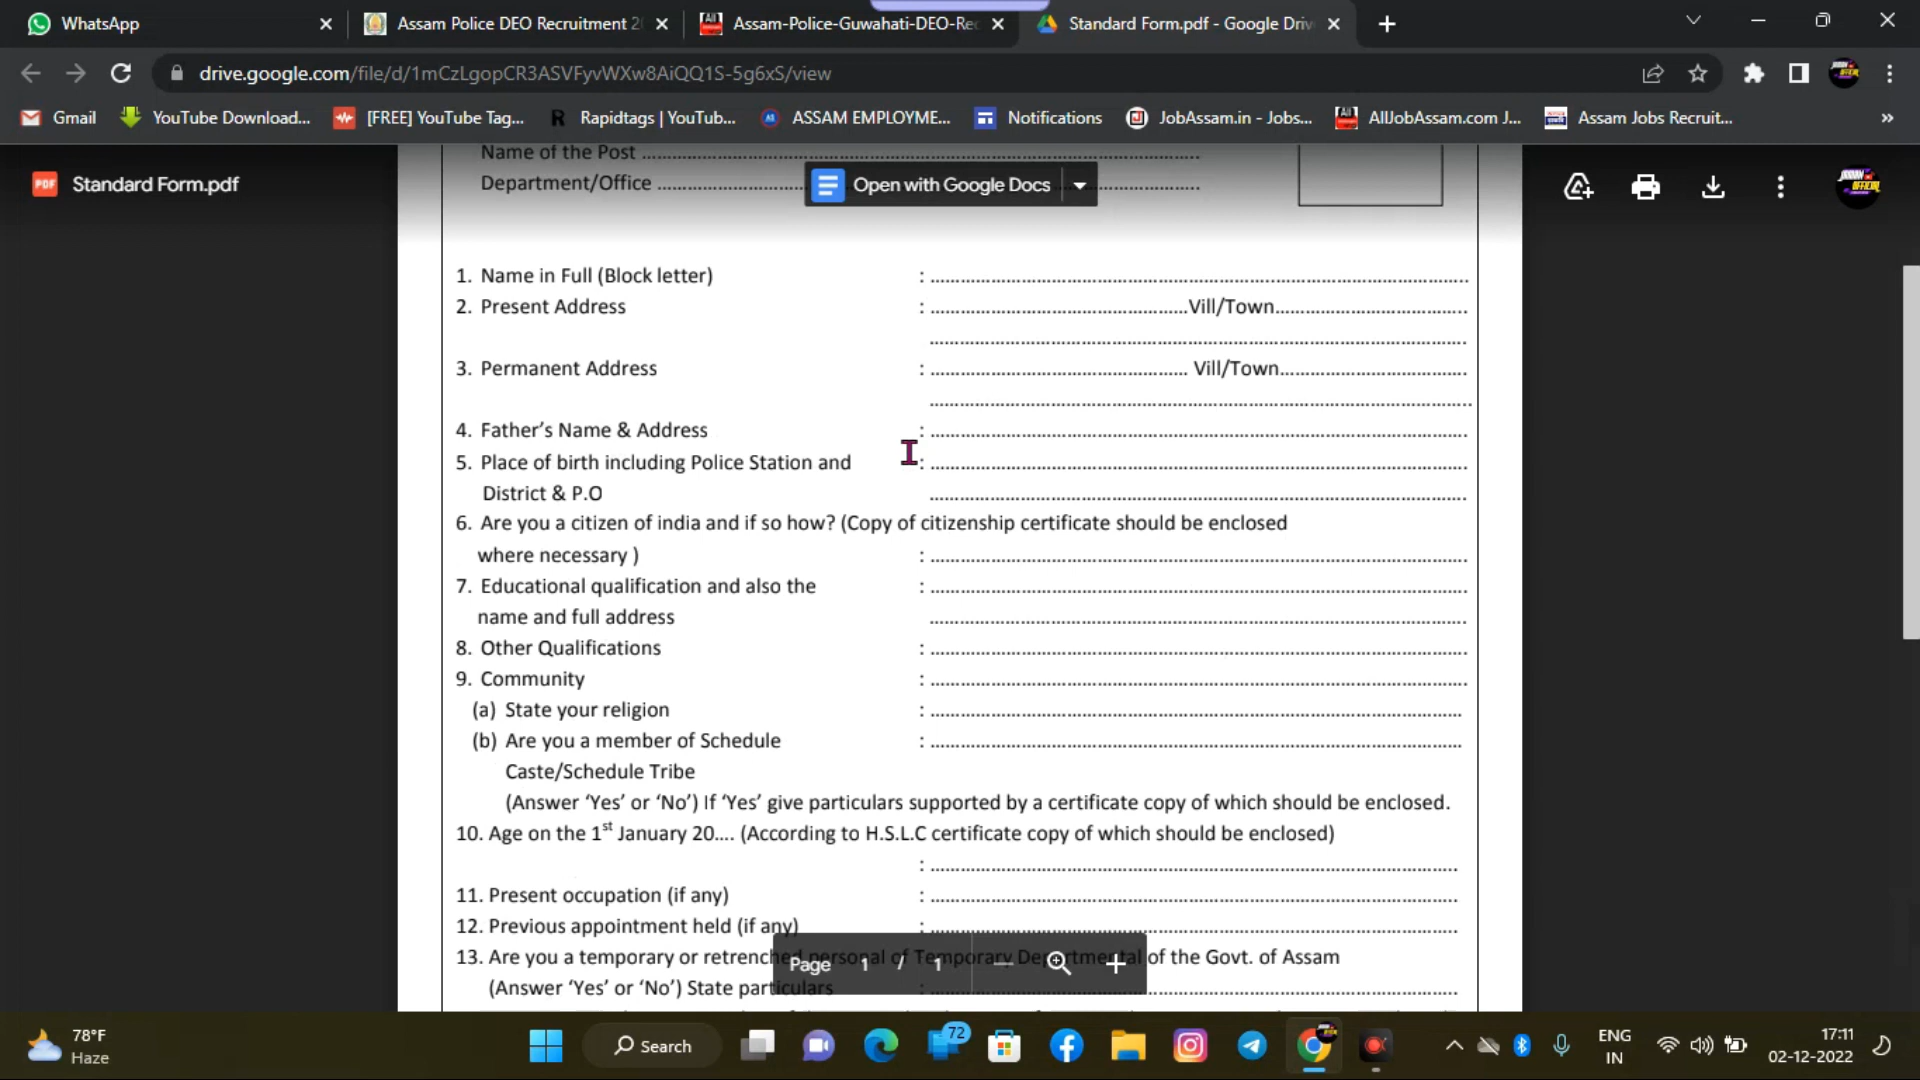 WhatsApp
Assam Police DEO Recruitment 2
Assam-Police-Guwahati-DEO-Rec
Standard Form.pdf - Google Driv
drive.google.com/file/d/1mCzLgopCR3ASVFyvWXw8AiQQ1S-5g6xS/view
Gmail
YouTube Download...
[FREE] YouTube Tag...
Rapidtags | YouTub...
ASSAM EMPLOYME...
Notifications
JobAssam.in - Jobs...
AllJobAssam.com J...
Assam Jobs Recruit...
»
PDF Standard Form.pdf
Open with Google Docs
Name of the Post ................................................
Department/Office ................................................
1. Name in Full (Block letter) : ................................................
2. Present Address : ........................Vill/Town........................
................................................
3. Permanent Address : ........................ Vill/Town........................
................................................
4. Father’s Name & Address : ................................................
5. Place of birth including Police Station and : ................................................
District & P.O ................................................
6. Are you a citizen of india and if so how? (Copy of citizenship certificate should be enclosed
where necessary ) : ................................................
7. Educational qualification and also the : ................................................
name and full address ................................................
8. Other Qualifications : ................................................
9. Community : ................................................
(a) State your religion : ................................................
(b) Are you a member of Schedule : ................................................
Caste/Schedule Tribe
(Answer ‘Yes’ or ‘No’) If ‘Yes’ give particulars supported by a certificate copy of which should be enclosed.
10. Age on the 1st January 20.... (According to H.S.L.C certificate copy of which should be enclosed)
: ................................................
11. Present occupation (if any) : ................................................
12. Previous appointment held (if any) : ................................................
13. Are you a temporary or retrenched personal of Temporary Departmental of the Govt. of Assam
(Answer ‘Yes’ or ‘No’) State particulars : ................................................
Page 1 / 1
78°F
Haze
Search
72
ENG
IN
17:11
02-12-2022